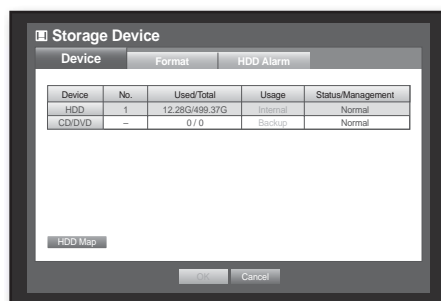 Storage Device
Device Format HDD Alarm
Device No. Used/Total Usage Status/Management
HDD 1 12.28G/499.37G Internal Normal
CD/DVD – 0 / 0 Backup Normal
HDD Map
OK Cancel